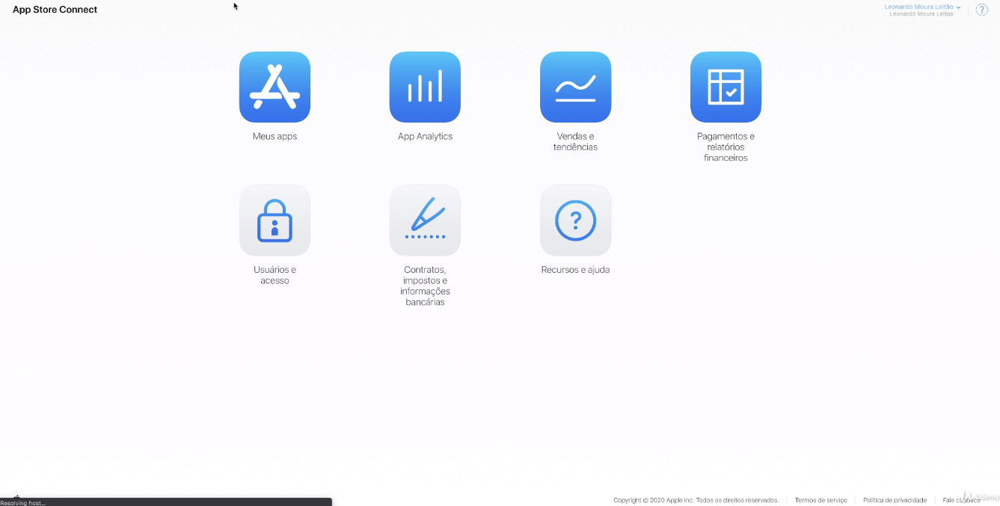 App Store Connect
Leonardo Moura Leitão
Leonardo Moura Leitao
?
Meus apps
App Analytics
Vendas e
tendências
Pagamentos e
relatórios
financeiros
?
Usuários e
acesso
Contratos,
impostos e
informações
bancárias
Recursos e ajuda
Resolving host...
Copyright © 2020 Apple Inc. Todos os direitos reservados.
Termos de serviço
Política de privacidade
Fale conosco
Udemy